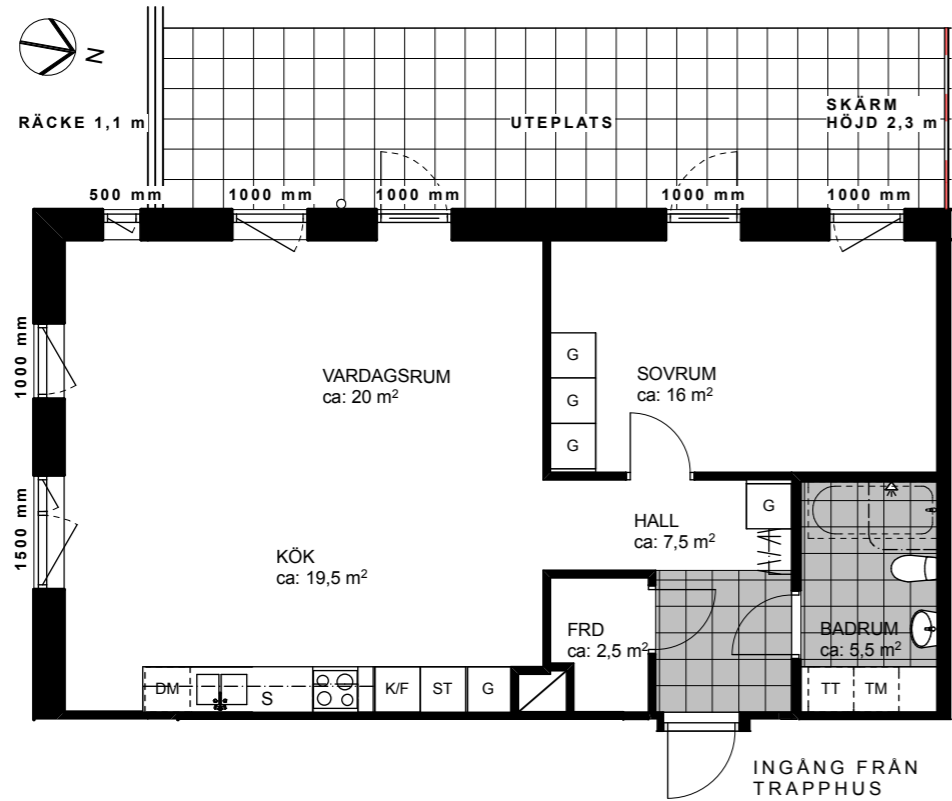 N
RÄCKE 1,1 m
UTEPLATS
SKÄRM
HÖJD 2,3 m
500 mm
1000 mm
1000 mm
1000 mm
1000 mm
1000 mm
1500 mm
VARDAGSRUM
ca: 20 m²
G
G
G
SOVRUM
ca: 16 m²
KÖK
ca: 19,5 m²
HALL
ca: 7,5 m²
G
FRD
ca: 2,5 m²
BADRUM
ca: 5,5 m²
DM
S
K/F
ST
G
TT
TM
INGÅNG FRÅN
TRAPPHUS